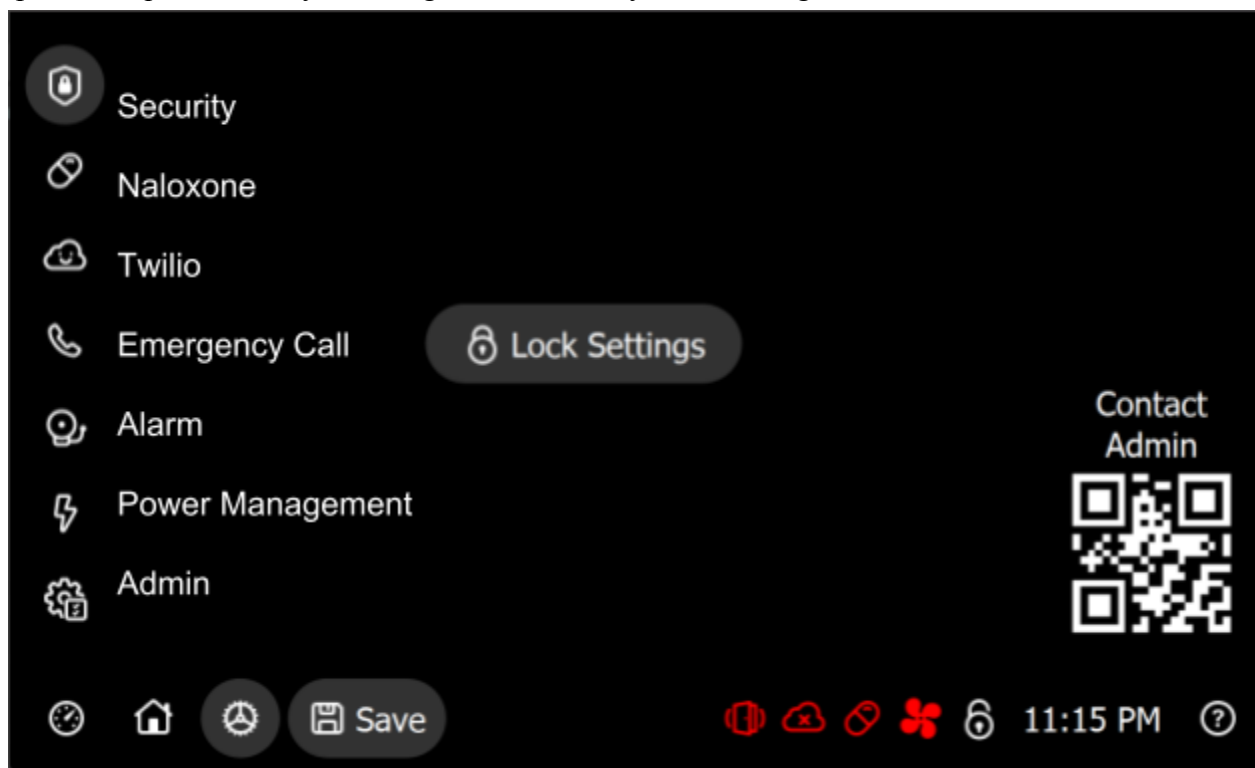 Security
Naloxone
Twilio
Emergency Call
Lock Settings
Alarm
Contact
Admin
Power Management
Admin
Save
11:15 PM